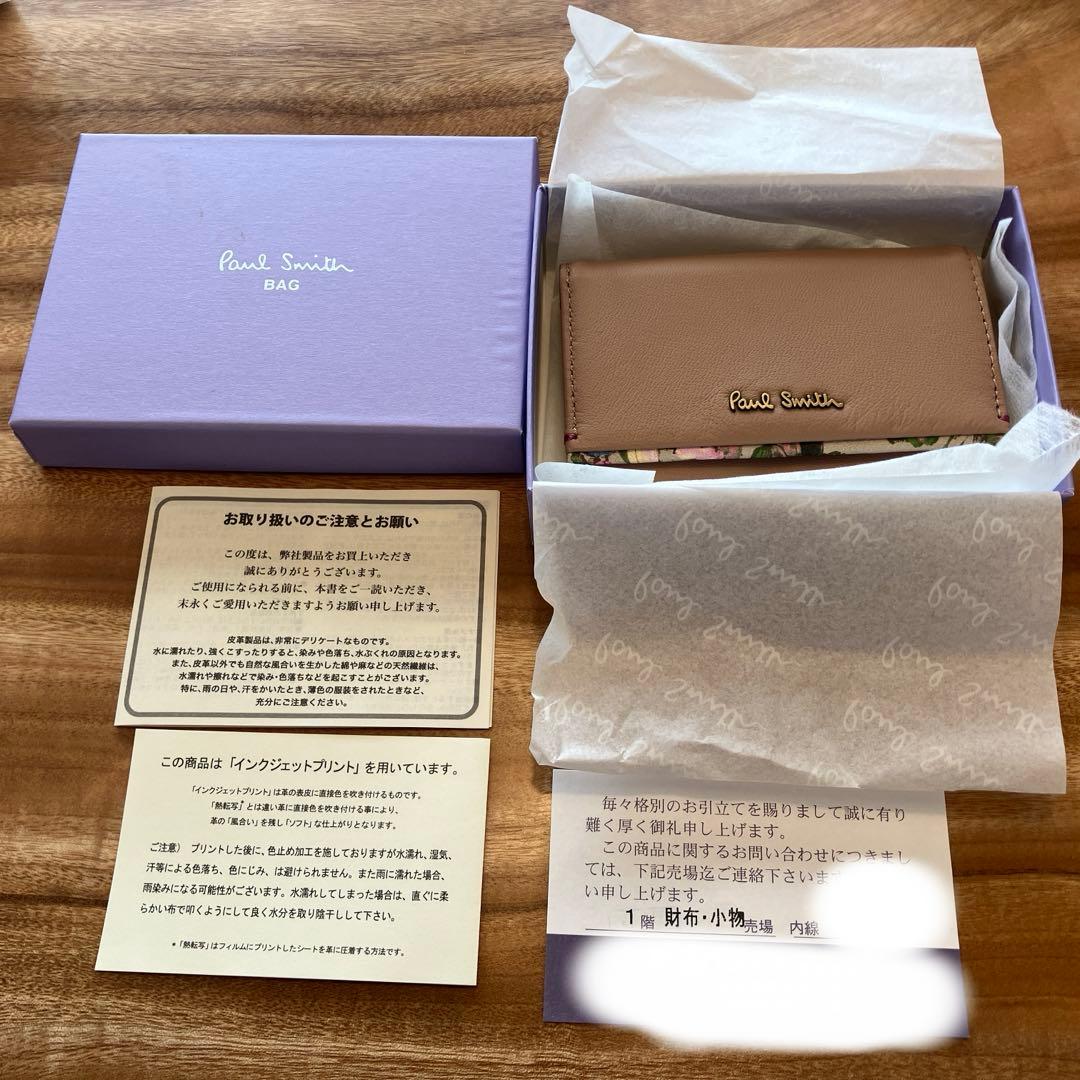 Paul Smith
BAG
Paul Smith
お取り扱いのご注意とお願い
この度は、弊社製品をお買上いただき
誠にありがとうございます。
ご使用になられる前に、本書をご一読いただき、
末永くご愛用いただきますようお願い申し上げます。
皮革製品は、非常にデリケートなものです。
水に濡れたり、強くこすったりすると、染みや色落ち、水ぶくれの原因となります。
また、皮革以外でも自然な風合いを生かした綿や麻などの天然繊維は、
水濡れや擦れなどで染み・色落ちなどを起こすことがございます。
特に、雨の日や、汗をかいたとき、薄色の服装をされたときなど、
充分にご注意ください。
この商品は「インクジェットプリント」を用いています。
「インクジェットプリント」は革の表皮に直接色を吹き付けるものです。
「熱転写」*とは違い革に直接色を吹き付ける事により、
革の「風合い」を残し「ソフト」な仕上がりとなります。
ご注意） プリントした後に、色止め加工を施しておりますが水濡れ、湿気、
汗等による色落ち、色にじみ、は避けられません。また雨に濡れた場合、
雨染みになる可能性がございます。水濡れしてしまった場合は、直ぐに柔
らかい布で叩くようにして良く水分を取り陰干しして下さい。
*「熱転写」はフィルムにプリントしたシートを革に圧着する方法です。
毎々格別のお引立てを賜りまして誠に有り
難く厚く御礼申し上げます。
この商品に関するお問い合わせにつきまし
ては、下記売場迄ご連絡下さいま
い申し上げます。
1階 財布・小物売場 内線